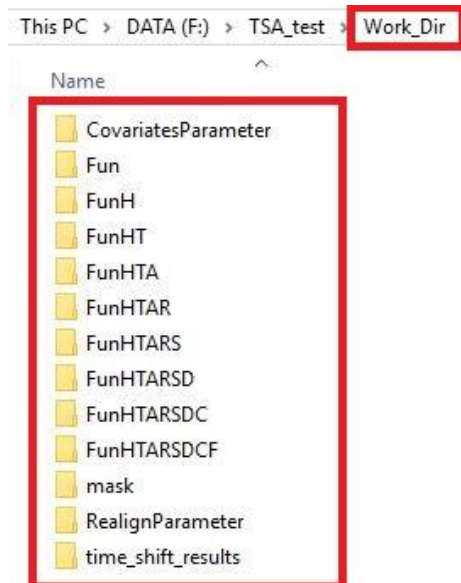 This PC > DATA (F:) > TSA_test > Work_Dir
Name
CovariatesParameter
Fun
FunH
FunHT
FunHTA
FunHTAR
FunHTARS
FunHTARSD
FunHTARSDC
FunHTARSDCF
mask
RealignParameter
time_shift_results